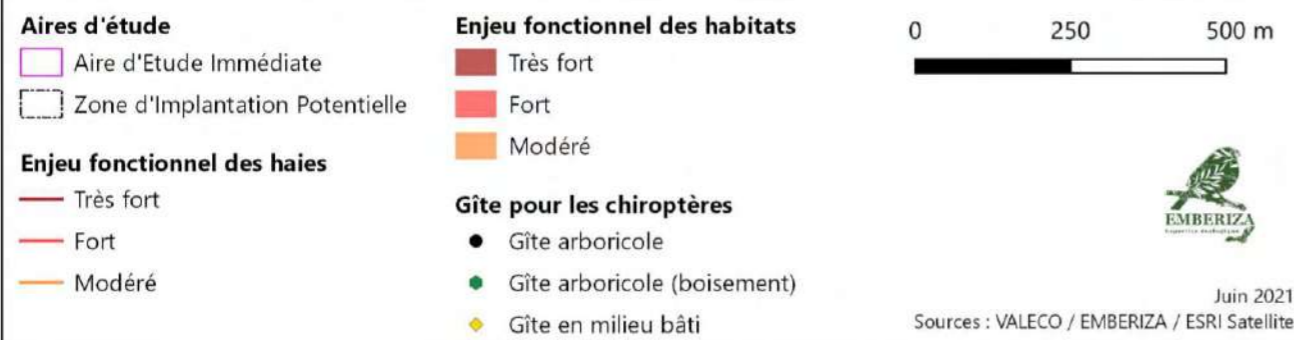 Aires d'étude
Aire d'Etude Immédiate
Zone d'Implantation Potentielle
Enjeu fonctionnel des haies
Très fort
Fort
Modéré
Enjeu fonctionnel des habitats
Très fort
Fort
Modéré
Gîte pour les chiroptères
Gîte arboricole
Gîte arboricole (boisement)
Gîte en milieu bâti
0 250 500 m
EMBERIZA
Expertise écologique
Juin 2021
Sources : VALECO / EMBERIZA / ESRI Satellite